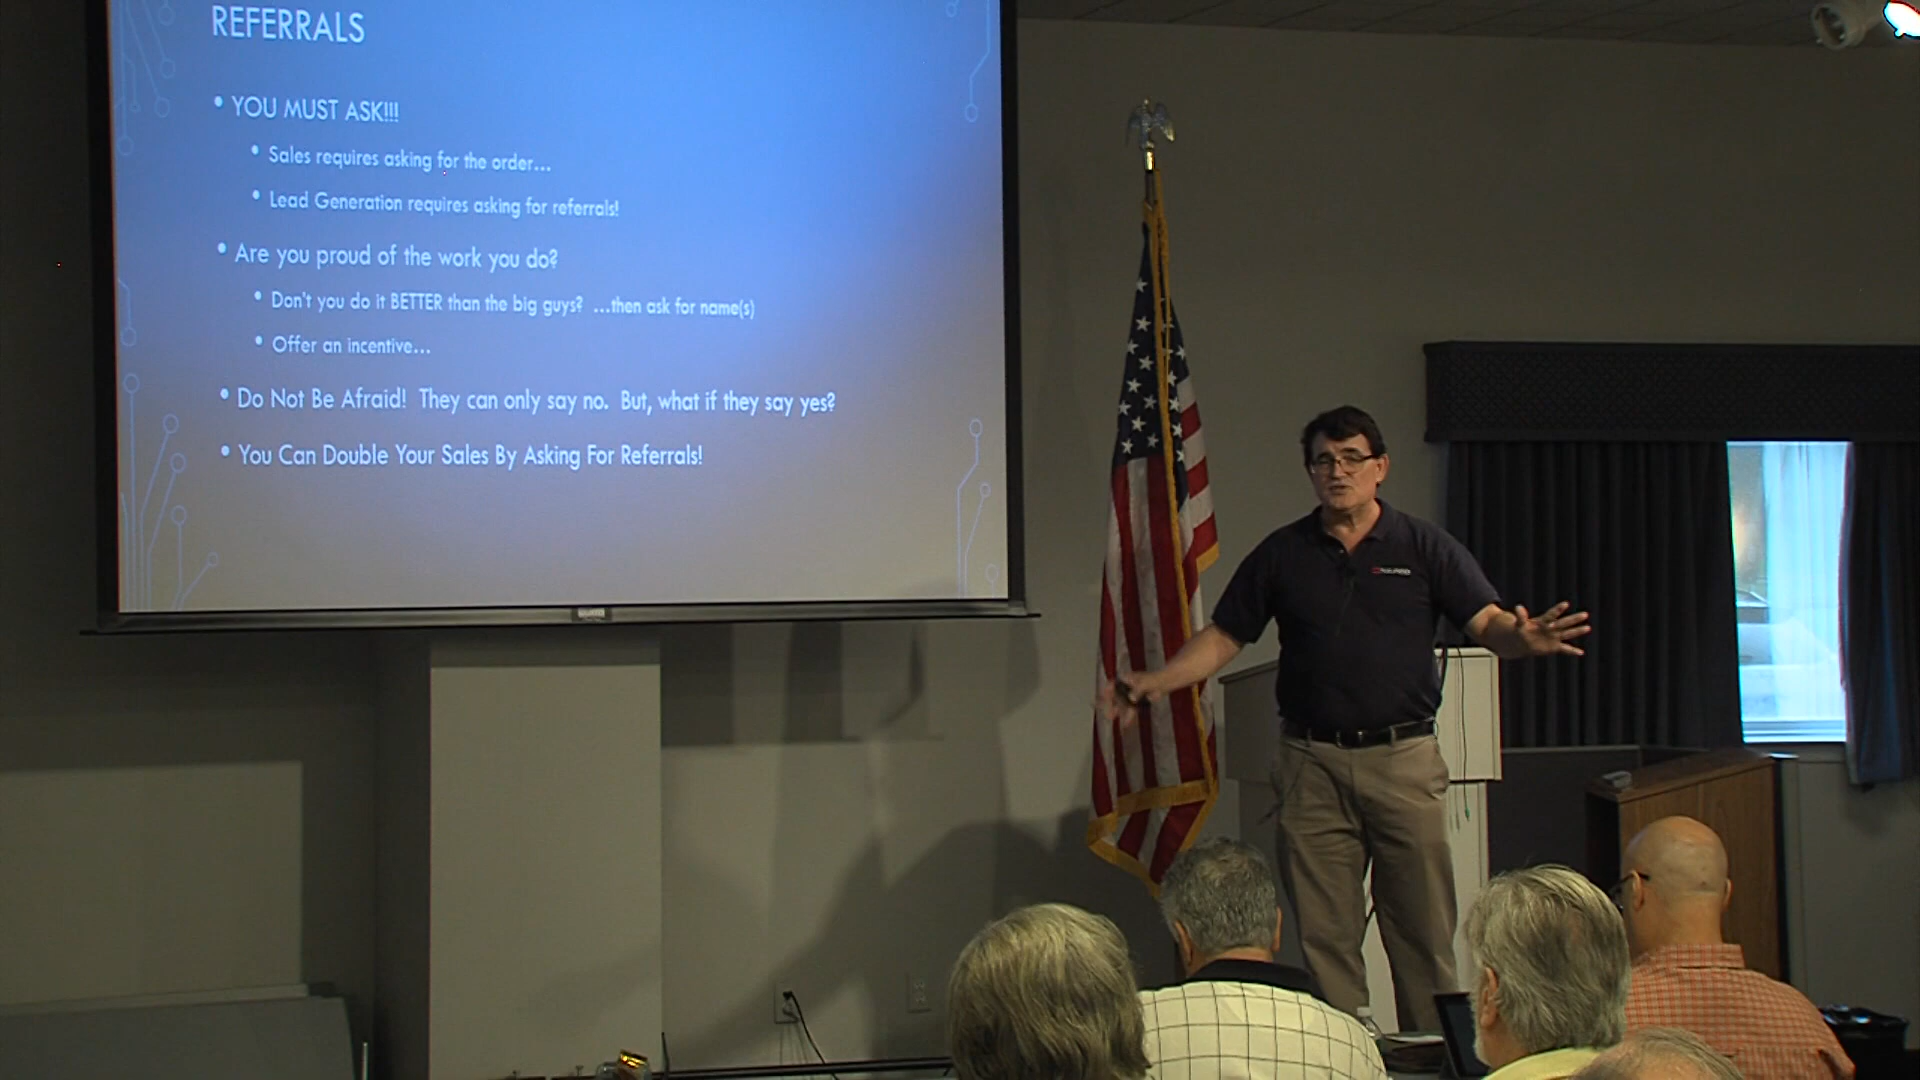 REFERRALS
• YOU MUST ASK!!!
• Sales requires asking for the order...
• Lead Generation requires asking for referrals!
• Are you proud of the work you do?
• Don't you do it BETTER than the big guys? ...then ask for name(s)
• Offer an incentive...
• Do Not Be Afraid! They can only say no. But, what if they say yes?
• You Can Double Your Sales By Asking For Referrals!